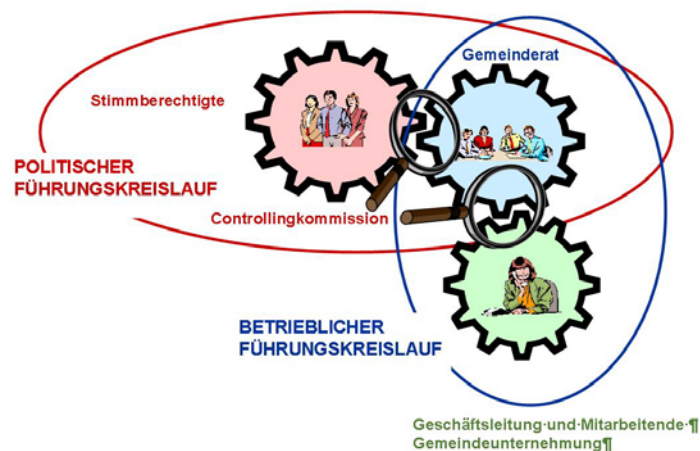 Gemeinderat
Stimmberechtigte
POLITISCHER
FÜHRUNGSKREISLAUF
Controllingkommission
BETRIEBLICHER
FÜHRUNGSKREISLAUF
Geschäftsleitung·und·Mitarbeitende·¶
Gemeindeunternehmung¶